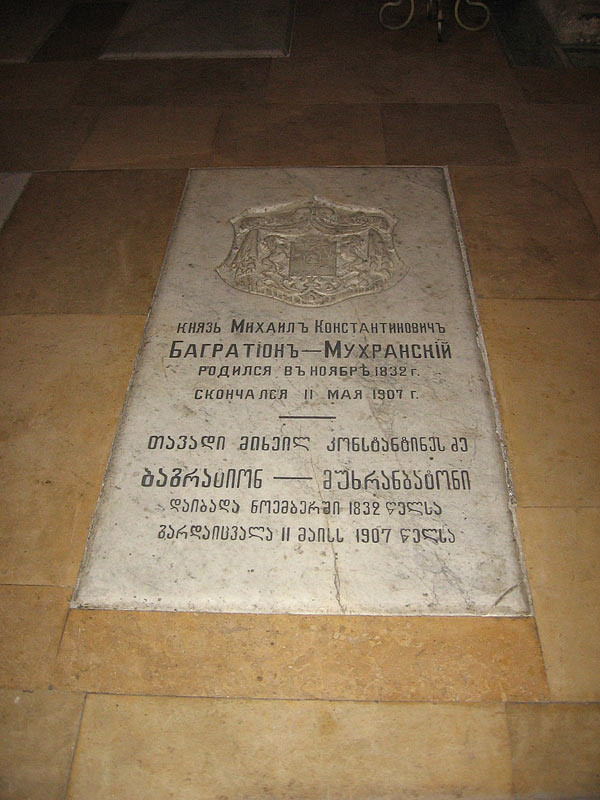 князь Михаилъ Константиновичъ
Багратіонъ—Мухранскій
родился въ ноябрѣ 1832 г.
скончался 11 мая 1907 г.
თავადი მიხეილ კონსტანტინეს ძე
ბაგრატიონ — მუხრანბატონი
დაიბადა ნოემბერში 1832 წელსა
გარდაიცვალა 11 მაისს 1907 წელსა